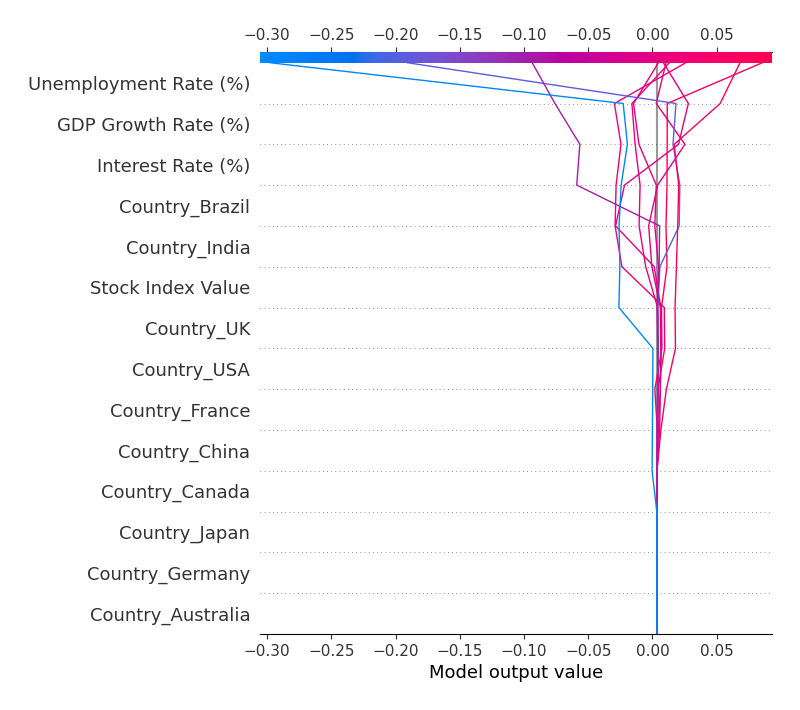 −0.30 −0.25 −0.20 −0.15 −0.10 −0.05 0.00 0.05
Unemployment Rate (%)
GDP Growth Rate (%)
Interest Rate (%)
Country_Brazil
Country_India
Stock Index Value
Country_UK
Country_USA
Country_France
Country_China
Country_Canada
Country_Japan
Country_Germany
Country_Australia
−0.30 −0.25 −0.20 −0.15 −0.10 −0.05 0.00 0.05
Model output value